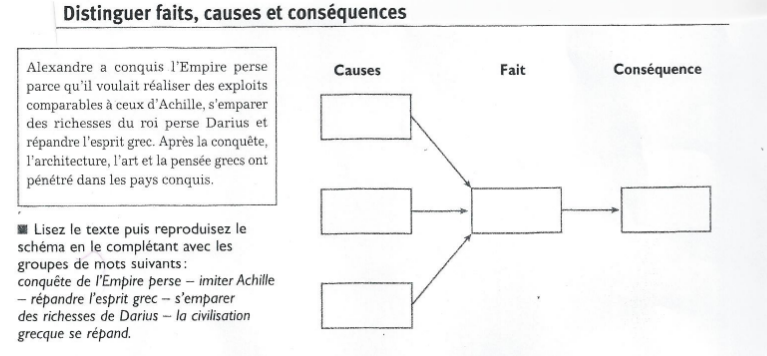 Distinguer faits, causes et conséquences
Alexandre a conquis l'Empire perse
parce qu'il voulait réaliser des exploits
comparables à ceux d'Achille, s'emparer
des richesses du roi perse Darius et
répandre l'esprit grec. Après la conquête,
l'architecture, l'art et la pensée grecs ont
pénétré dans les pays conquis.
■ Lisez le texte puis reproduisez le
schéma en le complétant avec les
groupes de mots suivants :
conquête de l'Empire perse – imiter Achille
– répandre l'esprit grec – s'emparer
des richesses de Darius – la civilisation
grecque se répand.
Causes Fait Conséquence